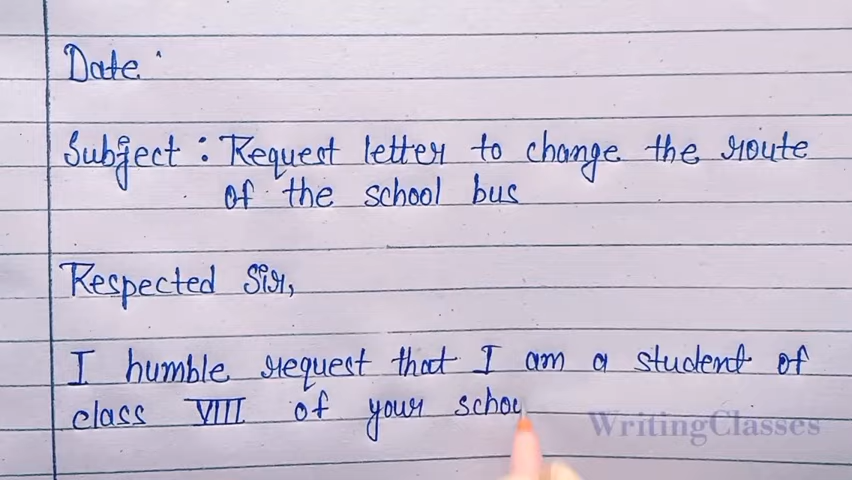 Date :
Subject : Request letter to change the route
of the school bus
Respected Sir,
I humble request that I am a student of
class VIII of your schoo
WritingClasses